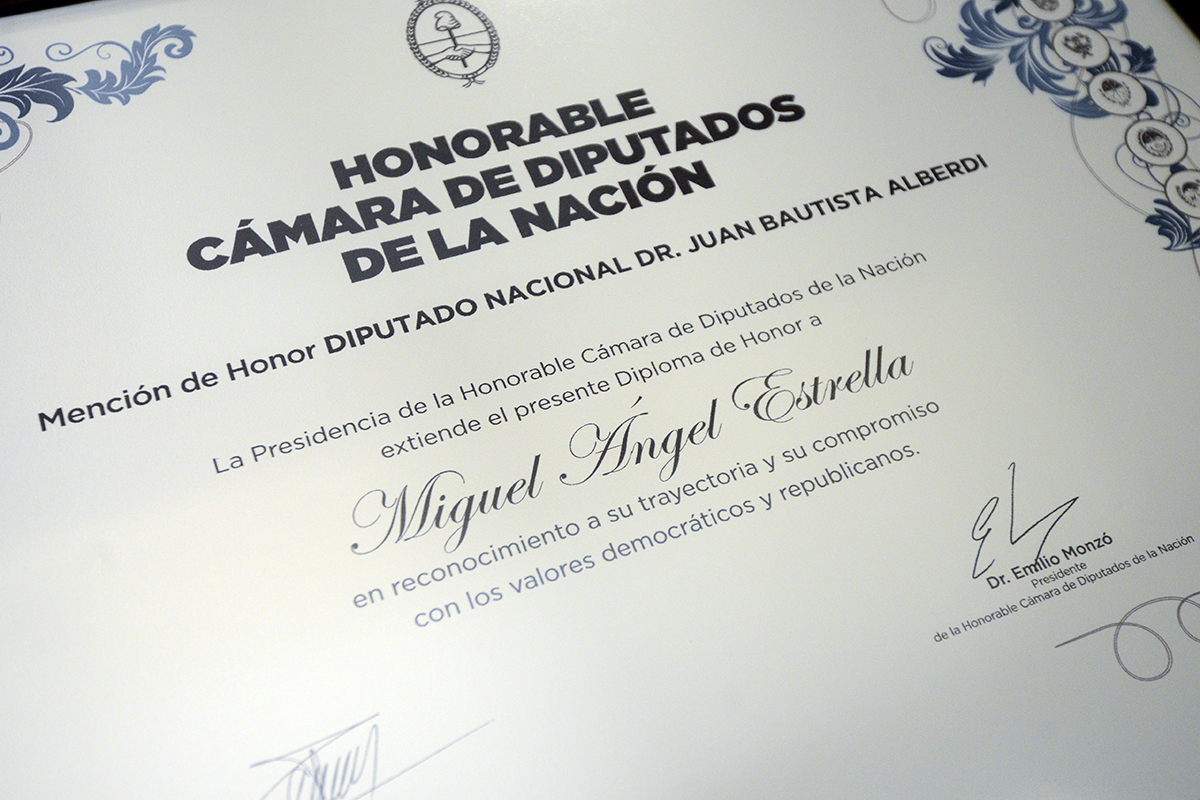 HONORABLE
CÁMARA DE DIPUTADOS
DE LA NACIÓN
Mención de Honor DIPUTADO NACIONAL DR. JUAN BAUTISTA ALBERDI
La Presidencia de la Honorable Cámara de Diputados de la Nación
extiende el presente Diploma de Honor a
Miguel Ángel Estrella
en reconocimiento a su trayectoria y su compromiso
con los valores democráticos y republicanos.
Dr. Emilio Monzó
Presidente
de la Honorable Cámara de Diputados de la Nación